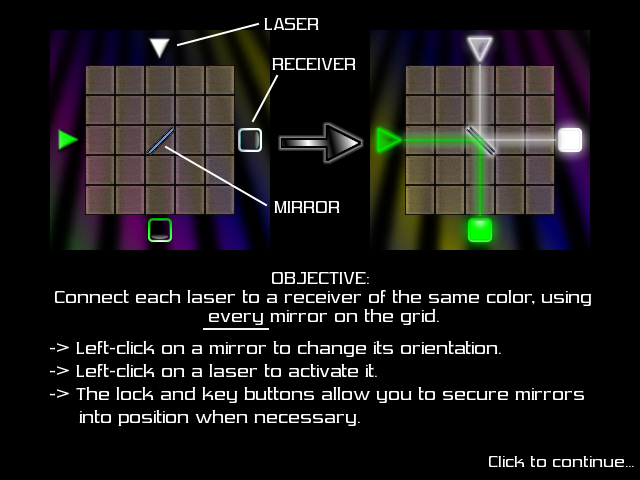 LASER
RECEIVER
MIRROR
OBJECTIVE:
Connect each laser to a receiver of the same color, using
every mirror on the grid.
-> Left-click on a mirror to change its orientation.
-> Left-click on a laser to activate it.
-> The lock and key buttons allow you to secure mirrors
into position when necessary.
Click to continue...